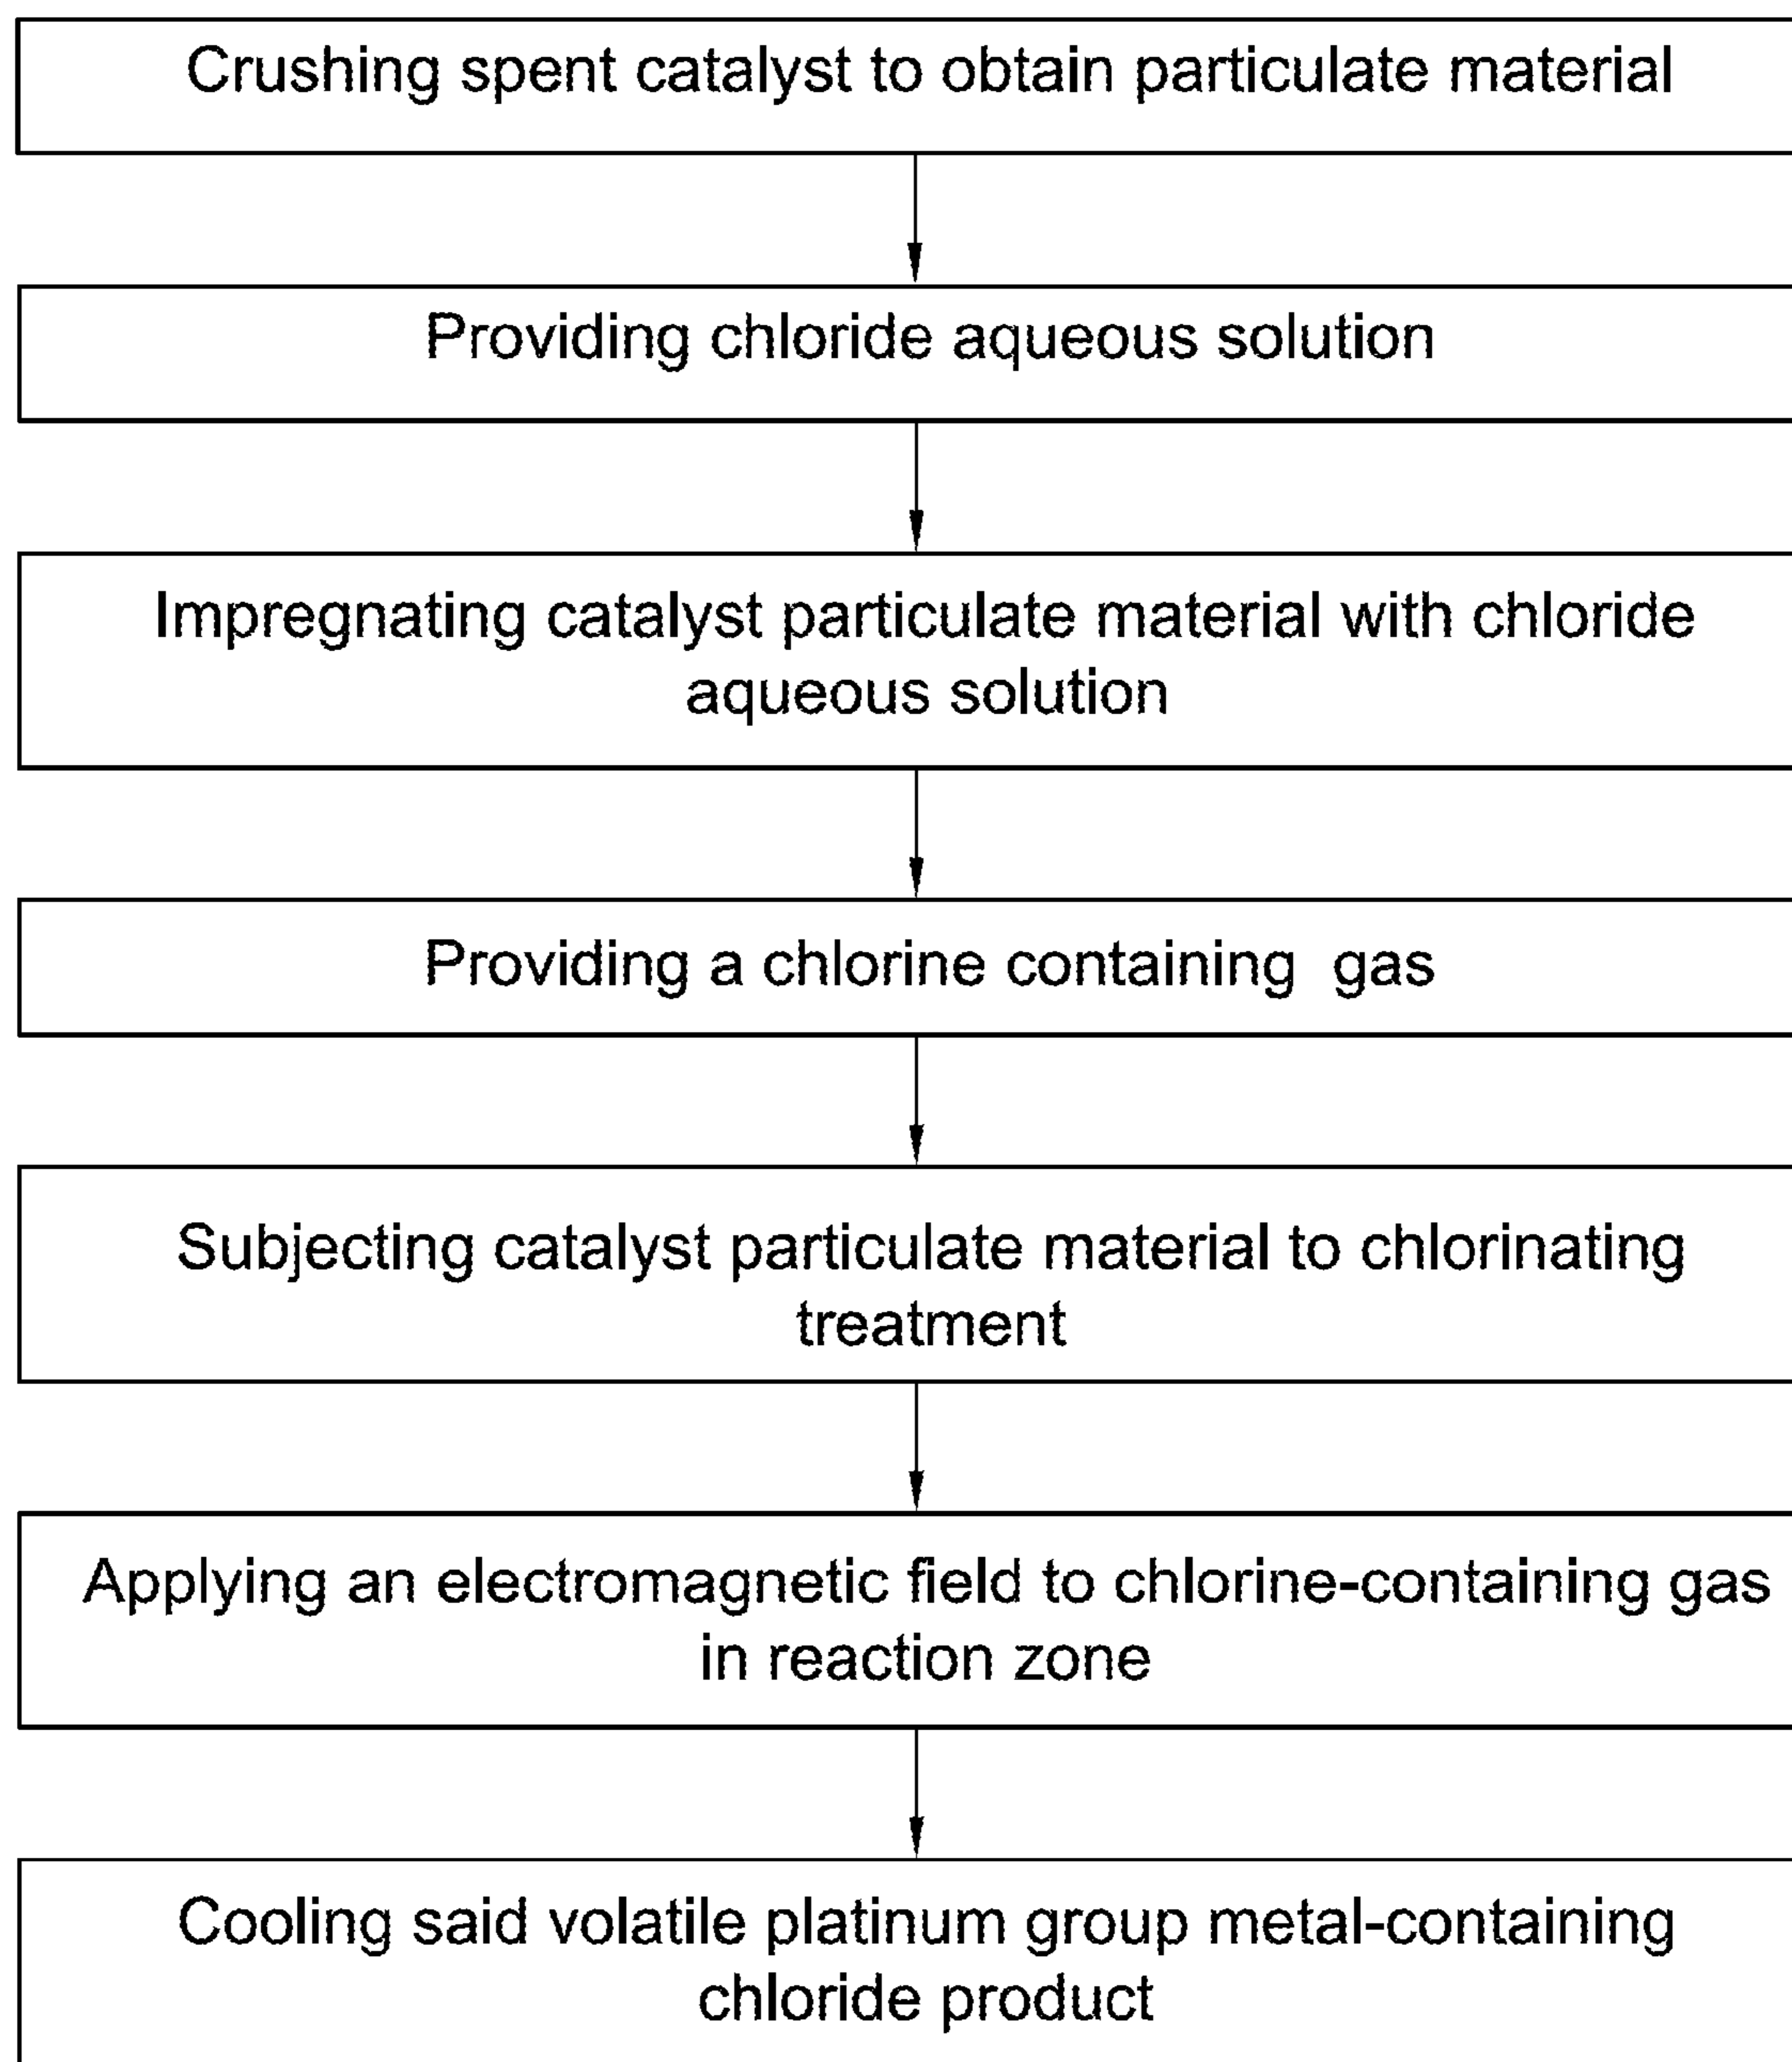 Crushing spent catalyst to obtain particulate material
Providing chloride aqueous solution
Impregnating catalyst particulate material with chloride
aqueous solution
Providing a chlorine containing  gas
Subjecting catalyst particulate material to chlorinating
treatment
Applying an electromagnetic field to chlorine-containing gas
in reaction zone
Cooling said volatile platinum group metal-containing
chloride product